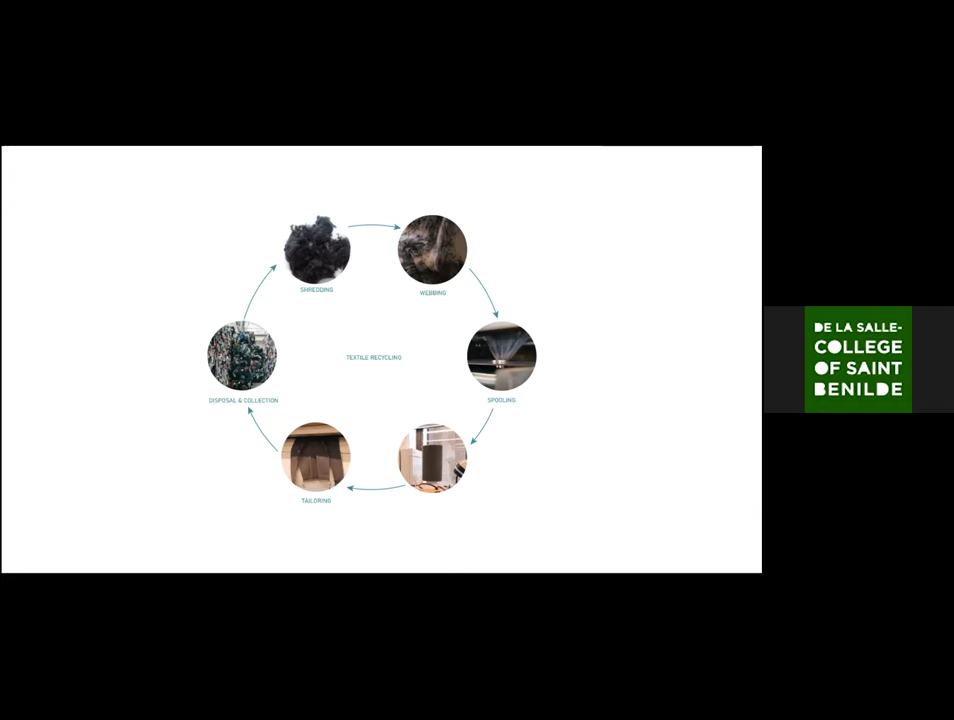 SHREDDING
WEBBING
TEXTILE RECYCLING
DISPOSAL & COLLECTION
SPOOLING
TAILORING
DE LA SALLE-
COLLEGE
OF SAINT
BENILDE